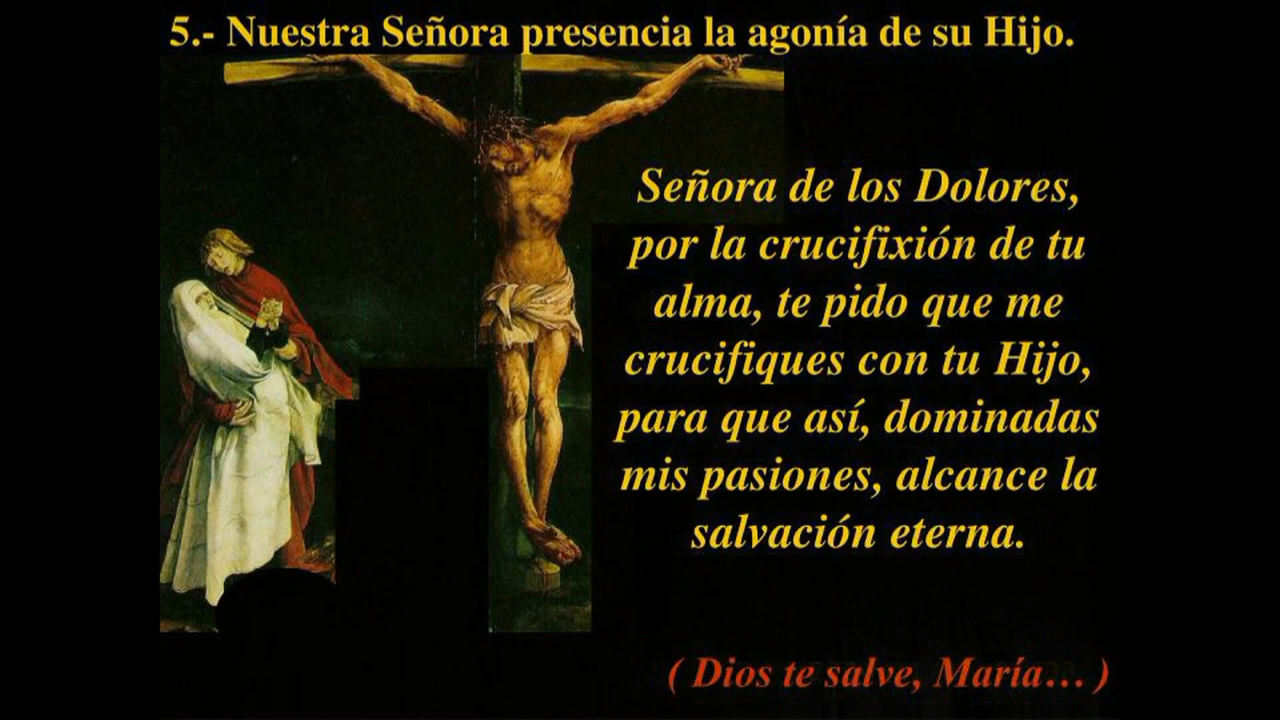 5.- Nuestra Señora presencia la agonía de su Hijo.
Señora de los Dolores,
por la crucifixión de tu
alma, te pido que me
crucifiques con tu Hijo,
para que así, dominadas
mis pasiones, alcance la
salvación eterna.
( Dios te salve, María… )